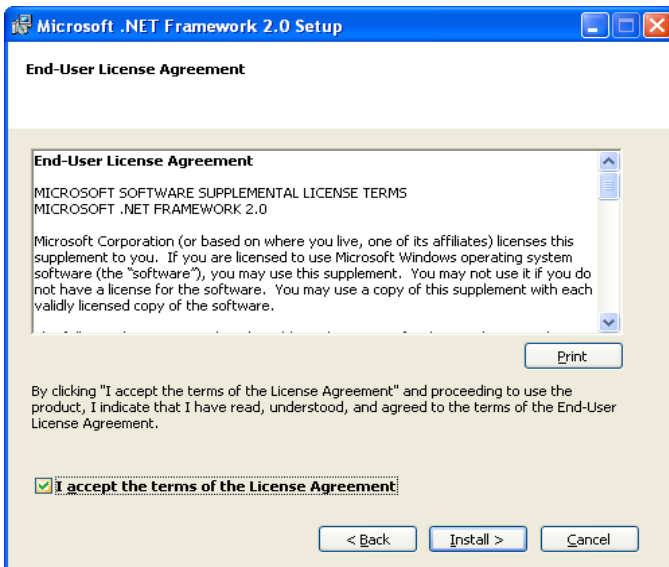 Microsoft .NET Framework 2.0 Setup
End-User License Agreement
End-User License Agreement
MICROSOFT SOFTWARE SUPPLEMENTAL LICENSE TERMS
MICROSOFT .NET FRAMEWORK 2.0
Microsoft Corporation (or based on where you live, one of its affiliates) licenses this
supplement to you.  If you are licensed to use Microsoft Windows operating system
software (the “software”), you may use this supplement.  You may not use it if you do
not have a license for the software.  You may use a copy of this supplement with each
validly licensed copy of the software.
Print
By clicking "I accept the terms of the License Agreement" and proceeding to use the
product, I indicate that I have read, understood, and agreed to the terms of the End-User
License Agreement.
I accept the terms of the License Agreement
< Back
Install >
Cancel